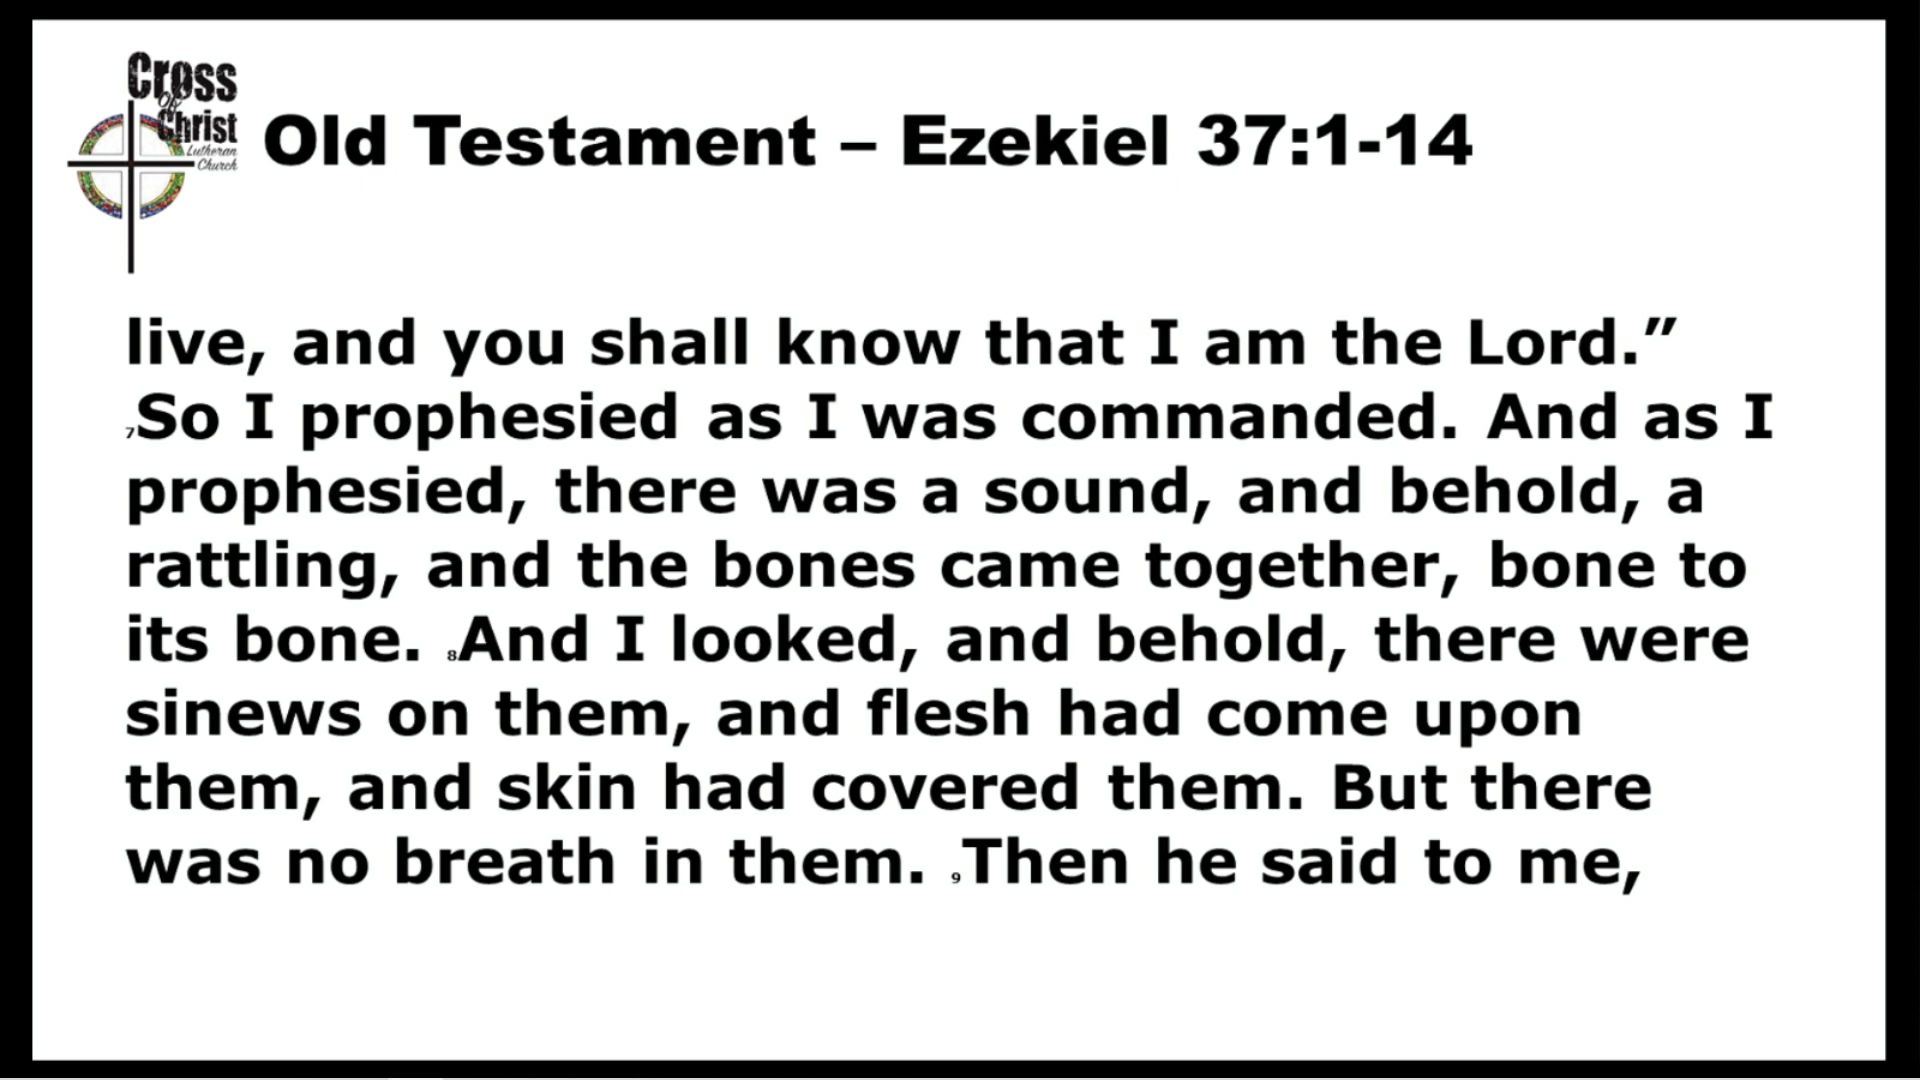 Cross
Of
Christ
Lutheran
Church
Old Testament – Ezekiel 37:1-14
live, and you shall know that I am the Lord.”
7So I prophesied as I was commanded. And as I
prophesied, there was a sound, and behold, a
rattling, and the bones came together, bone to
its bone. 8And I looked, and behold, there were
sinews on them, and flesh had come upon
them, and skin had covered them. But there
was no breath in them. 9Then he said to me,